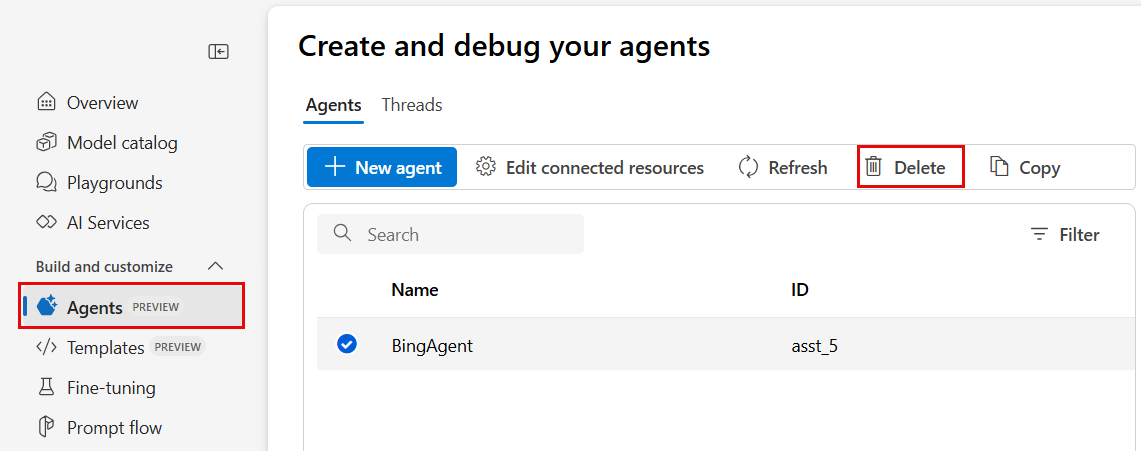 Overview
Model catalog
Playgrounds
AI Services
Build and customize
Agents PREVIEW
Templates PREVIEW
Fine-tuning
Prompt flow
Create and debug your agents
Agents Threads
New agent Edit connected resources Refresh Delete Copy
Search Filter
Name ID
BingAgent asst_5